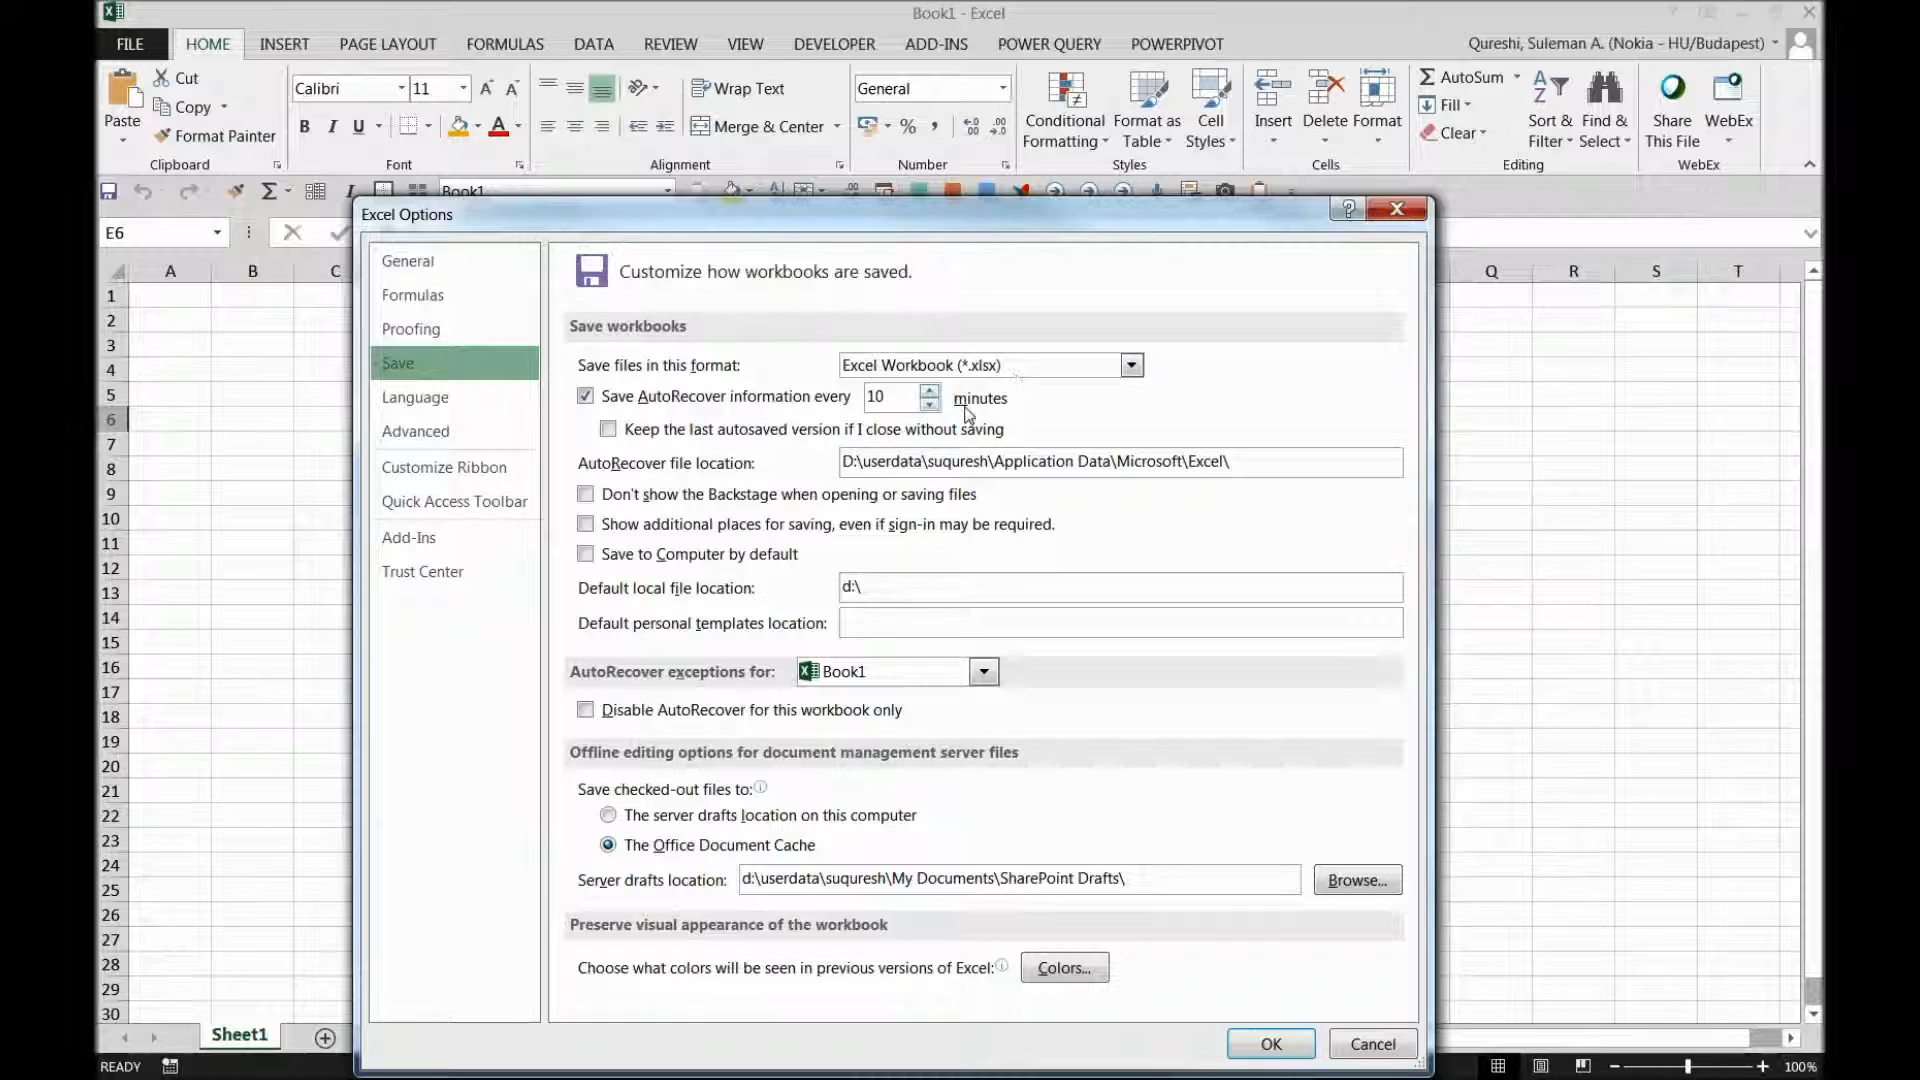 Book1 - Excel
FILE HOME INSERT PAGE LAYOUT FORMULAS DATA REVIEW VIEW DEVELOPER ADD-INS POWER QUERY POWERPIVOT Qureshi, Suleman A. (Nokia - HU/Budapest)
Paste
Cut
Copy
Format Painter
Clipboard
Calibri 11
B I U
Font
Wrap Text
Merge & Center
Alignment
General
%
Number
Conditional Formatting
Format as Table
Cell Styles
Styles
Insert Delete Format
Cells
AutoSum
Fill
Clear
Sort & Filter
Find & Select
Editing
Share This File
WebEx
WebEx
Book1
E6
A B C Q R S T
1
2
3
4
5
6
7
8
9
10
11
12
13
14
15
16
17
18
19
20
21
22
23
24
25
26
27
28
29
30
Excel Options
General
Formulas
Proofing
Save
Language
Advanced
Customize Ribbon
Quick Access Toolbar
Add-Ins
Trust Center
Customize how workbooks are saved.
Save workbooks
Save files in this format: Excel Workbook (*.xlsx)
Save AutoRecover information every 10 minutes
Keep the last autosaved version if I close without saving
AutoRecover file location: D:\userdata\suquresh\Application Data\Microsoft\Excel\
Don't show the Backstage when opening or saving files
Show additional places for saving, even if sign-in may be required.
Save to Computer by default
Default local file location: d:\
Default personal templates location:
AutoRecover exceptions for: Book1
Disable AutoRecover for this workbook only
Offline editing options for document management server files
Save checked-out files to:
The server drafts location on this computer
The Office Document Cache
Server drafts location: d:\userdata\suquresh\My Documents\SharePoint Drafts\ Browse...
Preserve visual appearance of the workbook
Choose what colors will be seen in previous versions of Excel: Colors...
OK Cancel
Sheet1
READY 100%